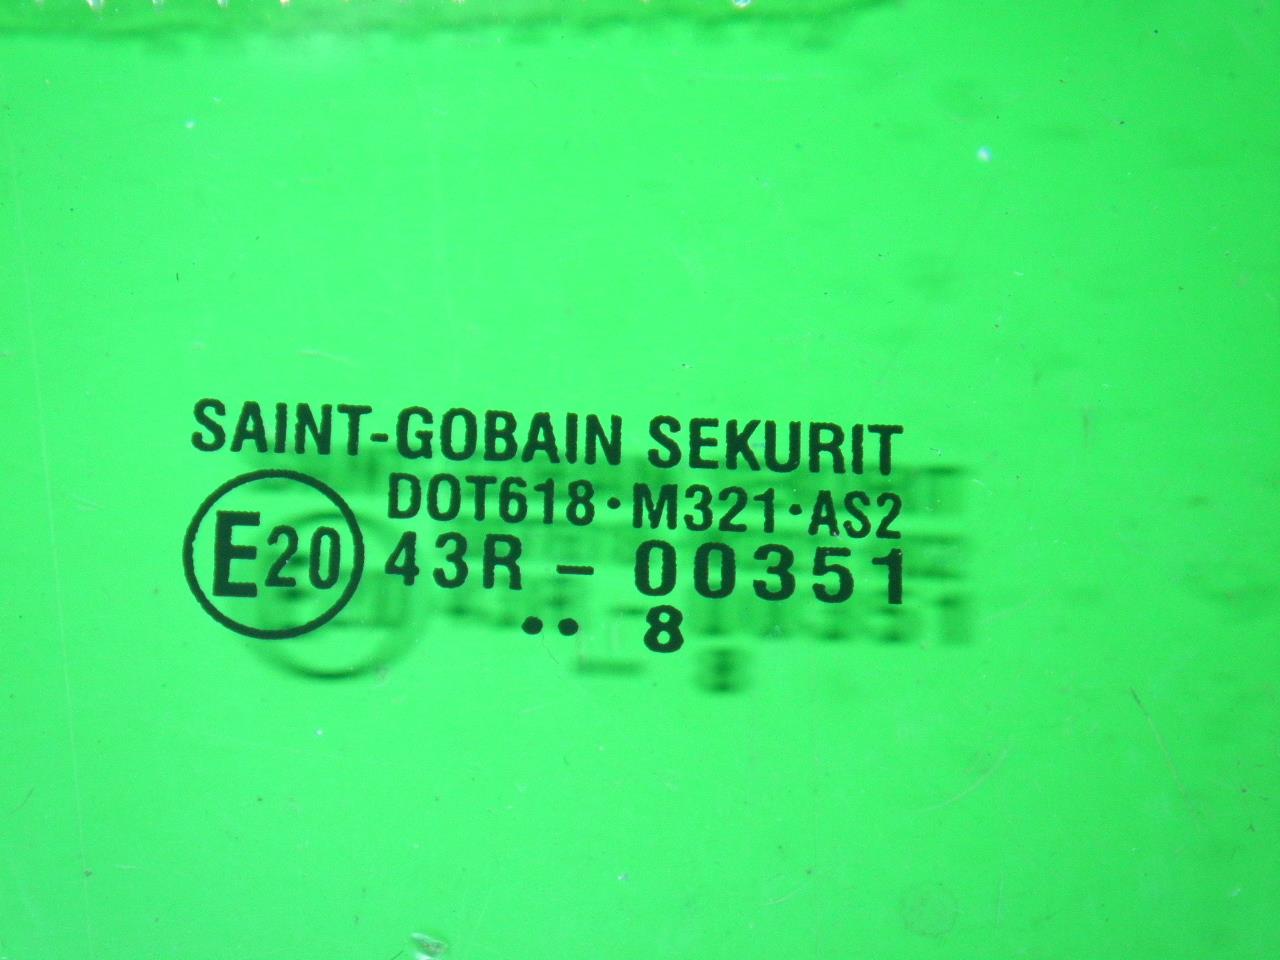 SAINT-GOBAIN SEKURIT
DOT618·M321·AS2
E20 43R - 00351
•• 8